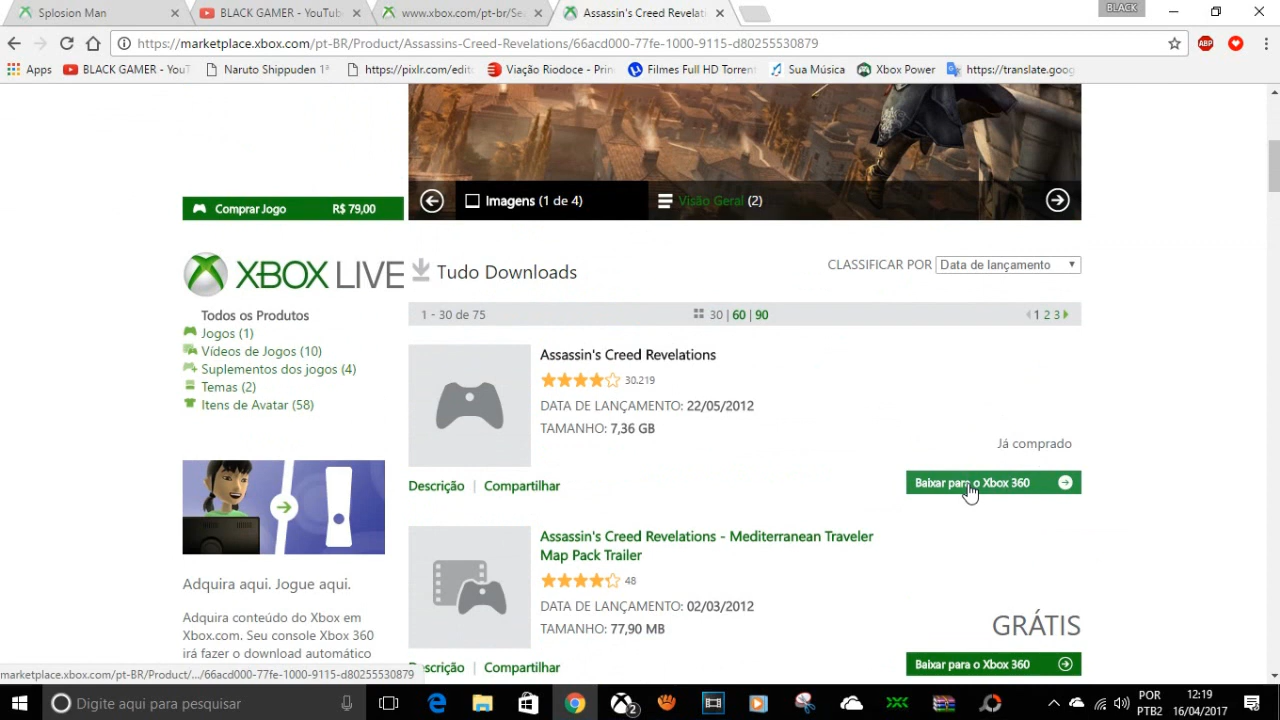 Splosion Man
BLACK GAMER - YouTube
www.xbox.com/pt-br/Se
Assassin's Creed Revelati
BLACK
https://marketplace.xbox.com/pt-BR/Product/Assassins-Creed-Revelations/66acd000-77fe-1000-9115-d80255530879
ABP
Apps
BLACK GAMER - YouT
Naruto Shippuden 1ª
https://pixlr.com/edit
Viação Riodoce - Prin
Filmes Full HD Torrent
Sua Música
Xbox Power
https://translate.goog
Comprar Jogo R$ 79,00
Imagens (1 de 4)
Visão Geral (2)
XBOX LIVE
Tudo Downloads
CLASSIFICAR POR Data de lançamento
Todos os Produtos
Jogos (1)
Vídeos de Jogos (10)
Suplementos dos jogos (4)
Temas (2)
Itens de Avatar (58)
1 - 30 de 75
30 | 60 | 90
1 2 3
Assassin's Creed Revelations
30.219
DATA DE LANÇAMENTO: 22/05/2012
TAMANHO: 7,36 GB
Já comprado
Baixar para o Xbox 360
Descrição | Compartilhar
Assassin's Creed Revelations - Mediterranean Traveler
Map Pack Trailer
48
DATA DE LANÇAMENTO: 02/03/2012
TAMANHO: 77,90 MB
GRÁTIS
Baixar para o Xbox 360
Descrição | Compartilhar
Adquira aqui. Jogue aqui.
Adquira conteúdo do Xbox em
Xbox.com. Seu console Xbox 360
irá fazer o download automático
marketplace.xbox.com/pt-BR/Product/.../66acd000-77fe-1000-9115-d80255530879
Digite aqui para pesquisar
2
POR
PTB2
12:19
16/04/2017